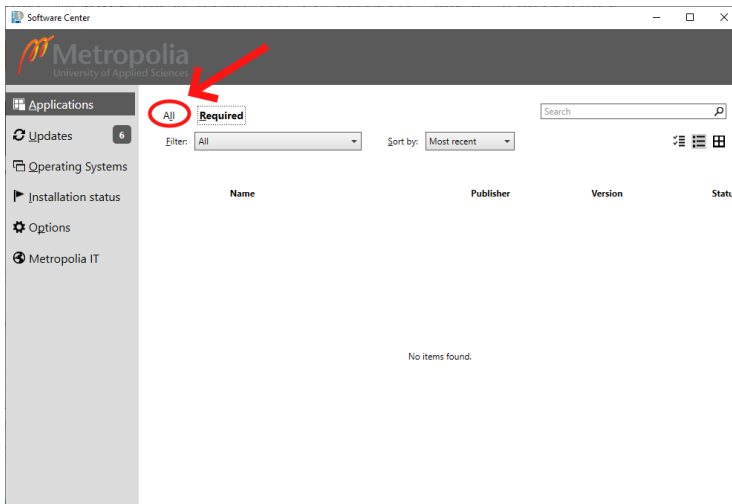 Software Center
Metropolia
University of Applied Sciences
Applications
Updates 6
Operating Systems
Installation status
Options
Metropolia IT
All Required
Search
Filter: All Sort by: Most recent
Name Publisher Version Statu
No items found.